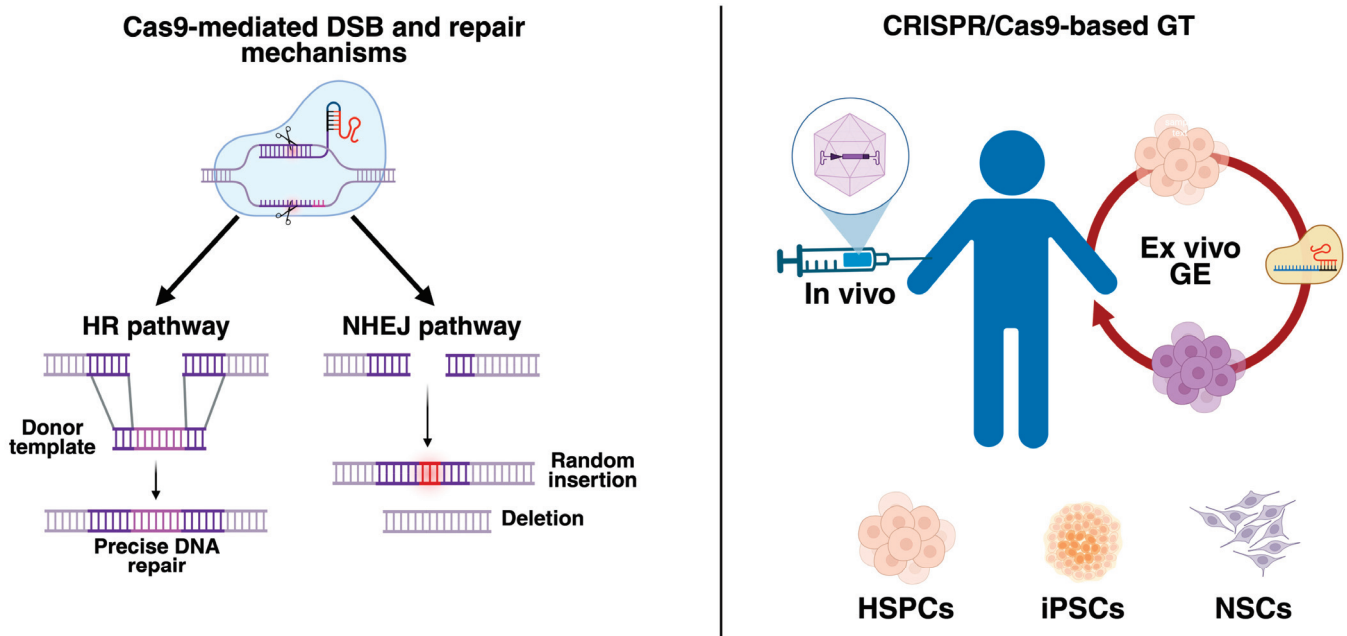 Cas9-mediated DSB and repair
mechanisms
HR pathway
NHEJ pathway
Donor
template
Precise DNA
repair
Random
insertion
Deletion
CRISPR/Cas9-based GT
In vivo
Ex vivo
GE
HSPCs
iPSCs
NSCs